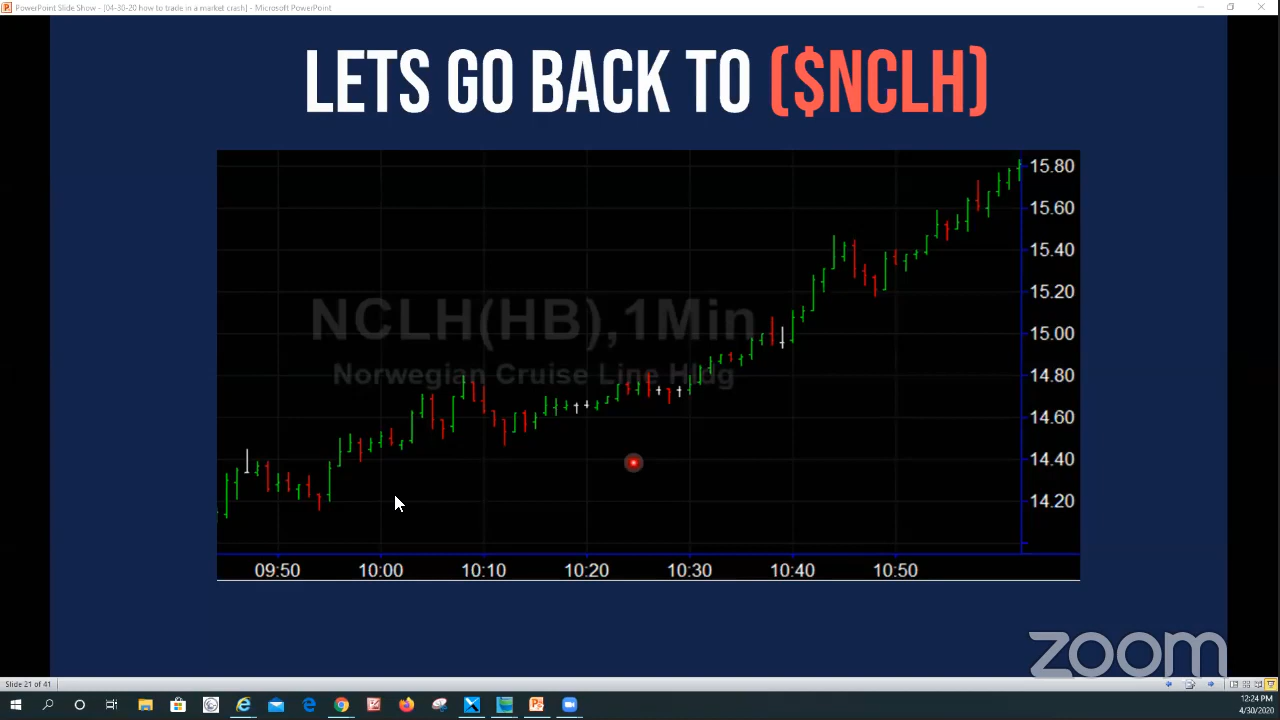 PowerPoint Slide Show - [04-30-20 how to trade in a market crash] - Microsoft PowerPoint
LETS GO BACK TO ($NCLH)
NCLH(HB),1Min
Norwegian Cruise Line Hldg
15.80
15.60
15.40
15.20
15.00
14.80
14.60
14.40
14.20
09:50 10:00 10:10 10:20 10:30 10:40 10:50
zoom
Slide 21 of 41
12:24 PM
4/30/2020